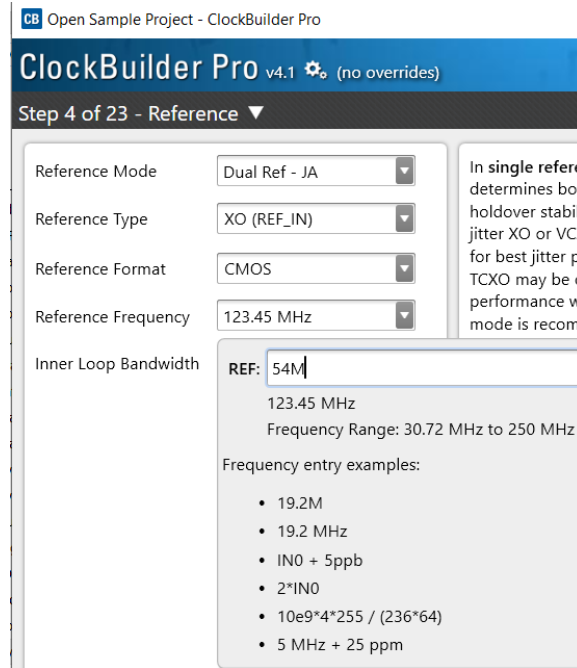 CB Open Sample Project - ClockBuilder Pro
ClockBuilder Pro v4.1 (no overrides)
Step 4 of 23 - Reference ▼
Reference Mode
Dual Ref - JA
Reference Type
XO (REF_IN)
Reference Format
CMOS
Reference Frequency
123.45 MHz
Inner Loop Bandwidth
REF: 54M
123.45 MHz
Frequency Range: 30.72 MHz to 250 MHz
Frequency entry examples:
• 19.2M
• 19.2 MHz
• IN0 + 5ppb
• 2*IN0
• 10e9*4*255 / (236*64)
• 5 MHz + 25 ppm
In single refere
determines bo
holdover stabi
jitter XO or VC
for best jitter p
TCXO may be
performance w
mode is recom